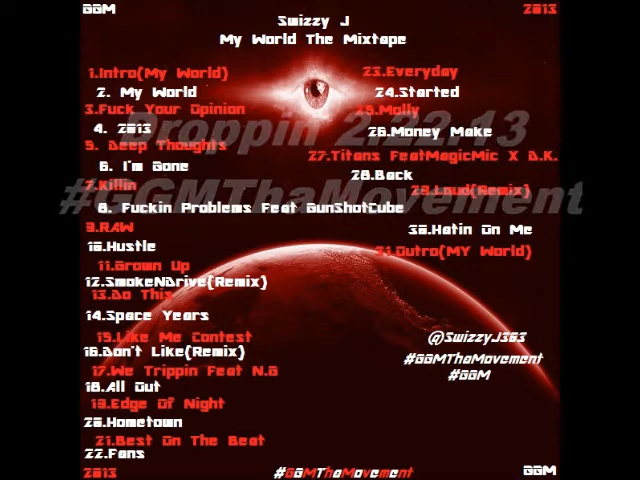 GGM
2013
Swizzy J
My World The Mixtape
1.Intro(My World)
2. My World
3.Fuck Your Opinion
4. 2013
5. Deep Thoughts
6. I'm Gone
7.Killin
8. Fuckin Problems Feat GunShotCube
9.RAW
10.Hustle
11.Grown Up
12.SmokeNDrive(Remix)
13.Do This
14.Space Years
15.Like Me Contest
16.Don't Like(Remix)
17.We Trippin Feat N.G
18.All Out
19.Edge Of Night
20.Hometown
21.Best On The Beat
22.Fans
23.Everyday
24.Started
25.Molly
26.Money Make
27.Titans FeatMagicMic X D.K.
28.Back
29.Loud(Remix)
30.Hatin On Me
31.Outro(MY World)
Droppin 2.22.13
#GGMThaMovement
@SwizzyJ363
#GGMThaMovement
#GGM
2013
#GGMThaMovement
GGM